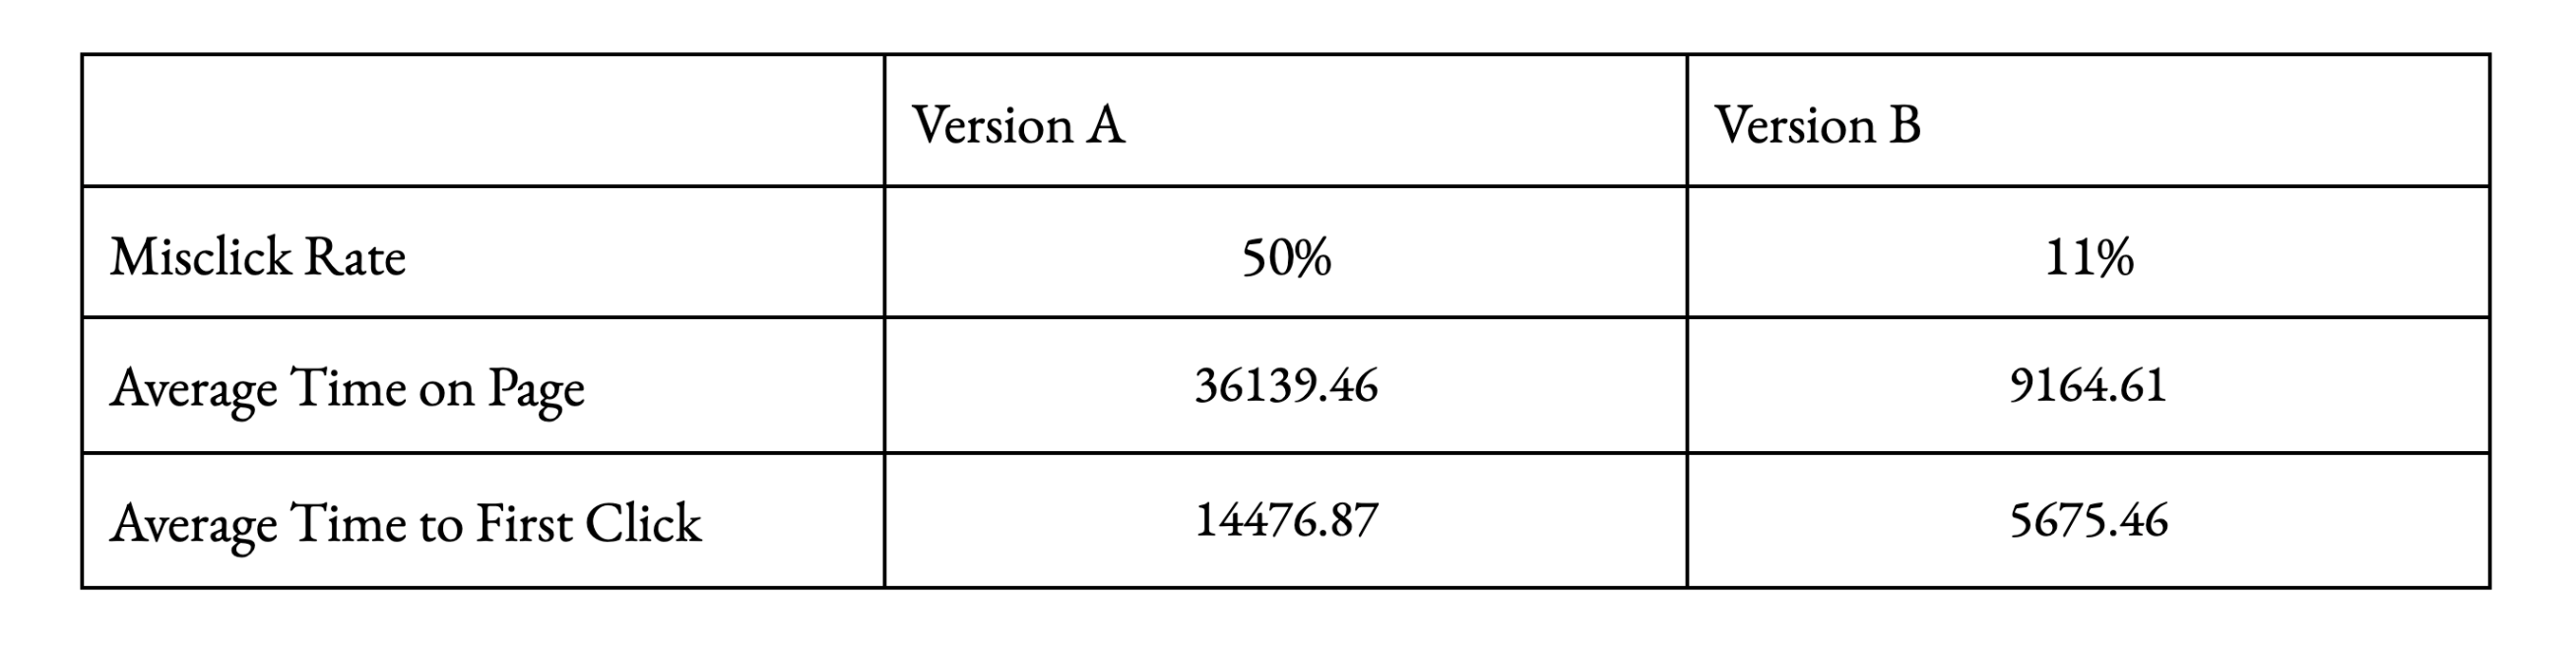 Version A Version B
Misclick Rate 50% 11%
Average Time on Page 36139.46 9164.61
Average Time to First Click 14476.87 5675.46